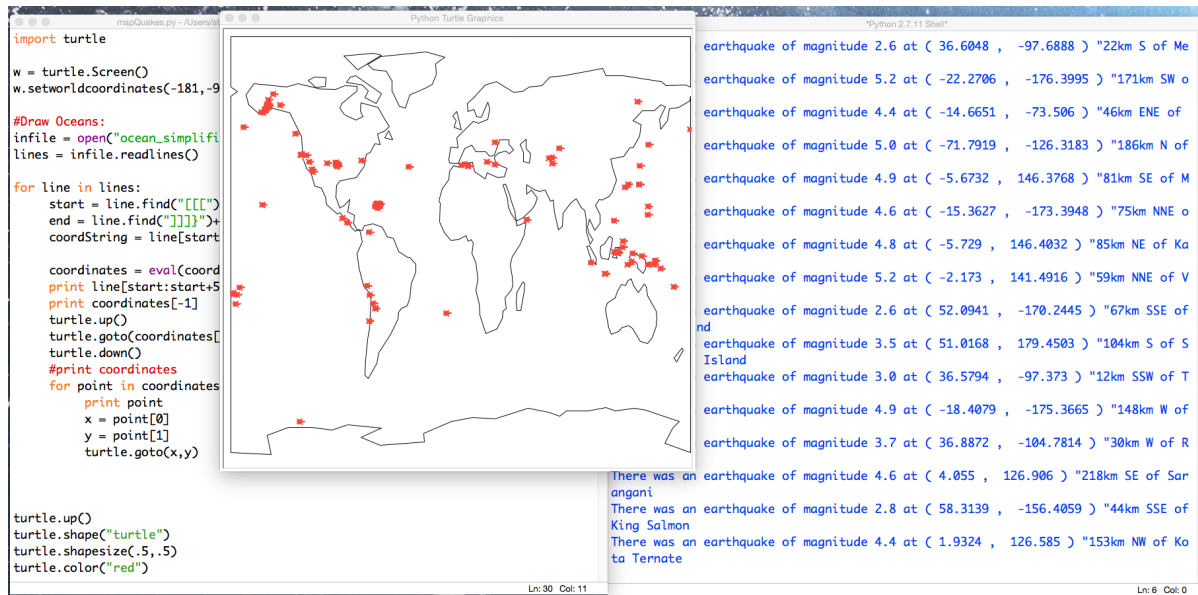 mapQuakes.py - /Users/st
import turtle
w = turtle.Screen()
w.setworldcoordinates(-181,-9
#Draw Oceans:
infile = open("ocean_simplifi
lines = infile.readlines()
for line in lines:
start = line.find("[[[")
end = line.find("]]]}")+
coordString = line[start
coordinates = eval(coord
print line[start:start+5
print coordinates[-1]
turtle.up()
turtle.goto(coordinates[
turtle.down()
#print coordinates
for point in coordinates
print point
x = point[0]
y = point[1]
turtle.goto(x,y)
turtle.up()
turtle.shape("turtle")
turtle.shapesize(.5,.5)
turtle.color("red")
Ln: 30 Col: 11
Python Turtle Graphics
*Python 2.7.11 Shell*
earthquake of magnitude 2.6 at ( 36.6048 , -97.6888 ) "22km S of Me
earthquake of magnitude 5.2 at ( -22.2706 , -176.3995 ) "171km SW o
earthquake of magnitude 4.4 at ( -14.6651 , -73.506 ) "46km ENE of
earthquake of magnitude 5.0 at ( -71.7919 , -126.3183 ) "186km N of
earthquake of magnitude 4.9 at ( -5.6732 , 146.3768 ) "81km SE of M
earthquake of magnitude 4.6 at ( -15.3627 , -173.3948 ) "75km NNE o
earthquake of magnitude 4.8 at ( -5.729 , 146.4032 ) "85km NE of Ka
earthquake of magnitude 5.2 at ( -2.173 , 141.4916 ) "59km NNE of V
earthquake of magnitude 2.6 at ( 52.0941 , -170.2445 ) "67km SSE of
nd
earthquake of magnitude 3.5 at ( 51.0168 , 179.4503 ) "104km S of S
Island
earthquake of magnitude 3.0 at ( 36.5794 , -97.373 ) "12km SSW of T
earthquake of magnitude 4.9 at ( -18.4079 , -175.3665 ) "148km W of
earthquake of magnitude 3.7 at ( 36.8872 , -104.7814 ) "30km W of R
There was an earthquake of magnitude 4.6 at ( 4.055 , 126.906 ) "218km SE of Sar
angani
There was an earthquake of magnitude 2.8 at ( 58.3139 , -156.4059 ) "44km SSE of
King Salmon
There was an earthquake of magnitude 4.4 at ( 1.9324 , 126.585 ) "153km NW of Ko
ta Ternate
Ln: 6 Col: 0